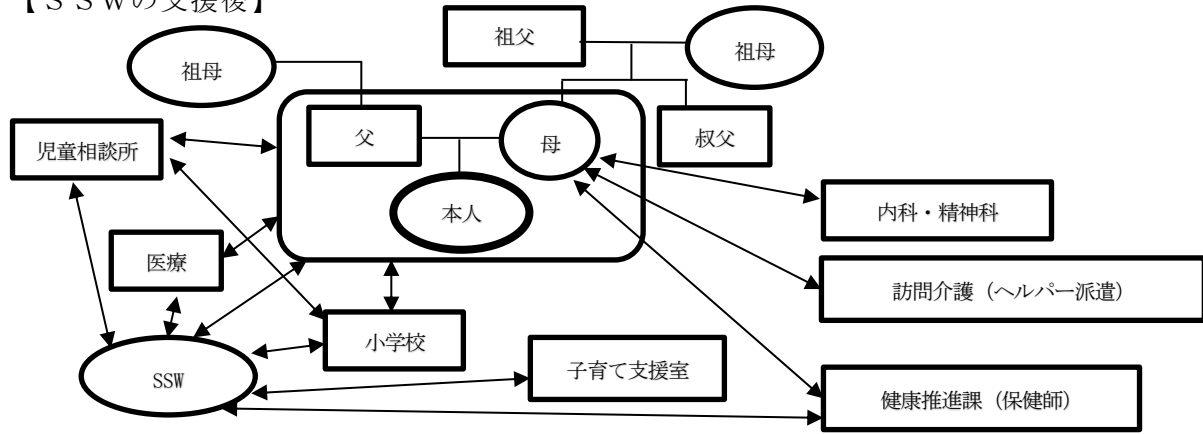 【ＳＳＷの支援後】
祖父
祖母
祖母
父
母
叔父
児童相談所
本人
内科・精神科
医療
訪問介護（ヘルパー派遣）
小学校
子育て支援室
SSW
健康推進課（保健師）